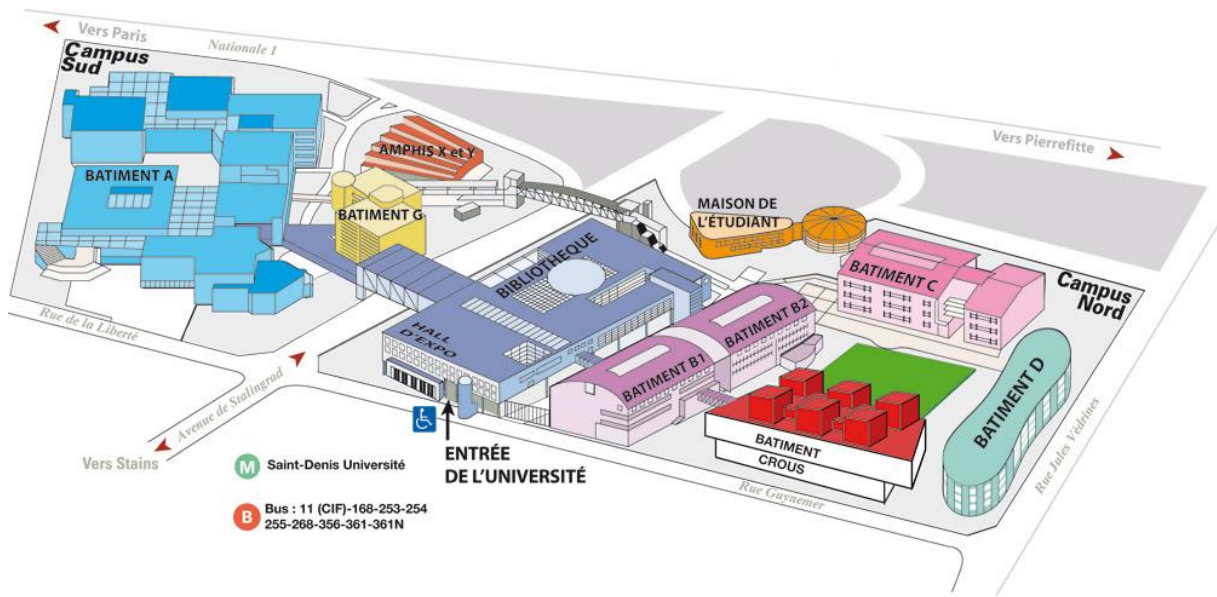 Vers Paris
Nationale 1
Campus
Sud
Vers Pierrefitte
AMPHIS X et Y
BATIMENT A
BATIMENT G
MAISON DE
L'ÉTUDIANT
BIBLIOTHEQUE
BATIMENT C
Campus
Nord
Rue de la Liberté
HALL
D'EXPO
BATIMENT B2
BATIMENT B1
BATIMENT D
Avenue de Stalingrad
Rue Jules Védrines
BATIMENT
CROUS
Vers Stains
ENTRÉE
DE L'UNIVERSITÉ
Rue Guynemer
M Saint-Denis Université
B Bus : 11 (CIF)-168-253-254
255-268-356-361-361N